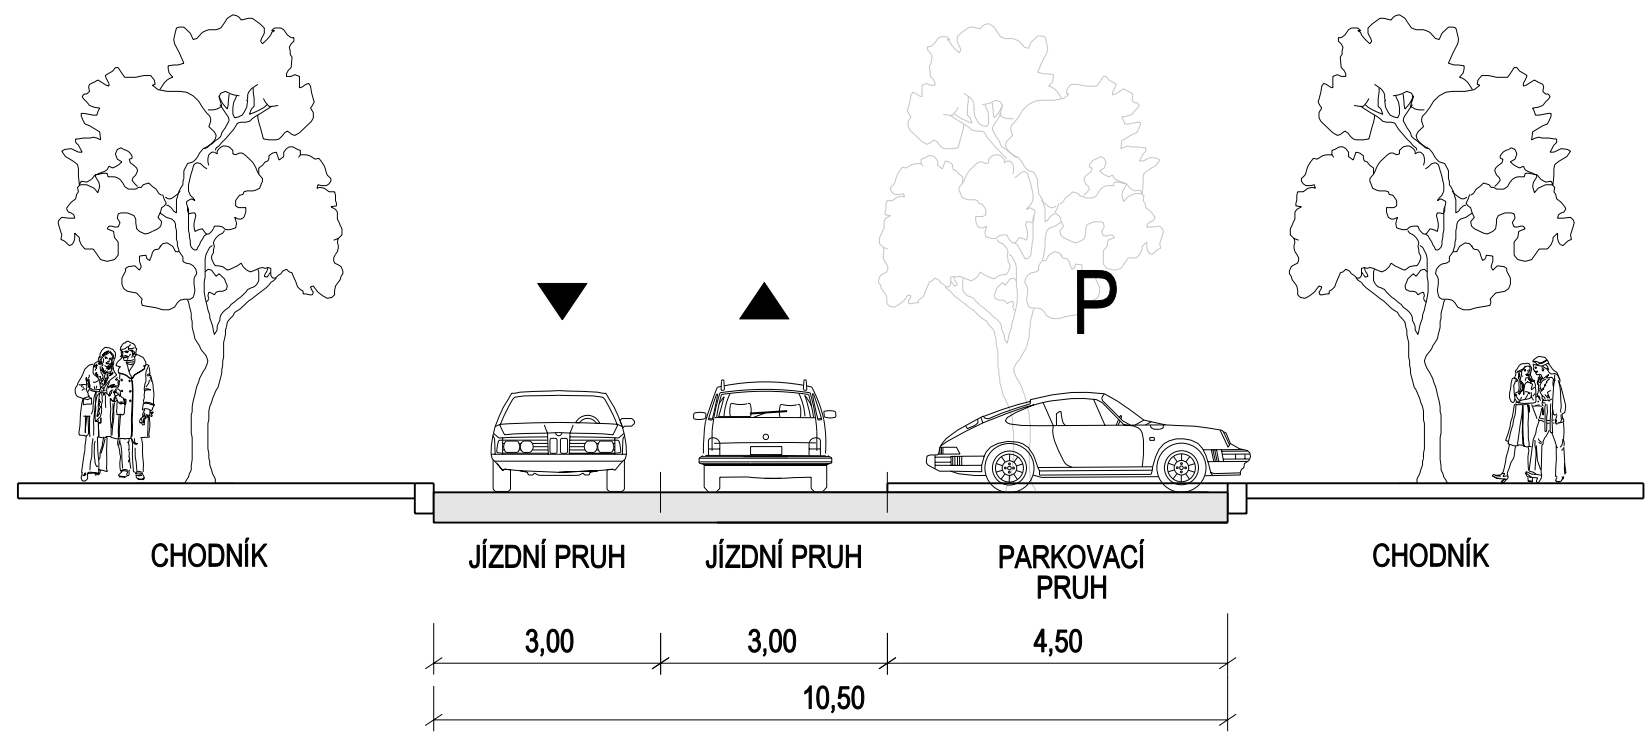 P
CHODNÍK
JÍZDNÍ PRUH
JÍZDNÍ PRUH
PARKOVACÍ
PRUH
CHODNÍK
3,00
3,00
4,50
10,50